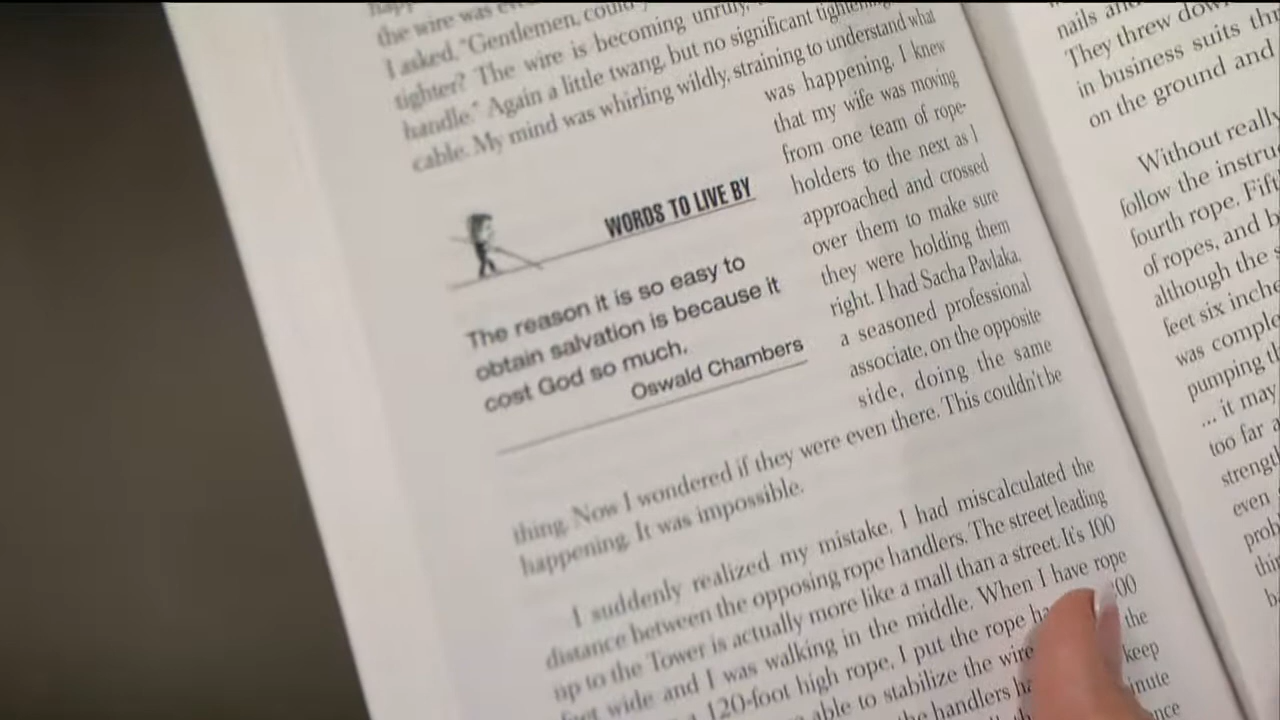 the wire was
I asked. "Gentlemen, could
tighter? The wire is becoming unruly,
handle." Again a little twang, but no significant
cable. My mind was whirling wildly, straining to understand what
was happening. I knew
that my wife was moving
from one team of rope-
holders to the next as I
approached and crossed
over them to make sure
they were holding them
right. I had Sacha Pavlaka,
a seasoned professional
associate, on the opposite
side, doing the same
WORDS TO LIVE BY
The reason it is so easy to
obtain salvation is because it
cost God so much.
Oswald Chambers
thing. Now I wondered if they were even there. This couldn't be
happening. It was impossible.
I suddenly realized my mistake. I had miscalculated the
distance between the opposing rope handlers. The street leading
up to the Tower is actually more like a mall than a street. It's 100
feet wide and I was walking in the middle. When I have rope
120-foot high rope, I put the rope
able to stabilize the wire
the handlers
the
keep
nails
They threw down
in business suits
on the ground and
Without really
follow the
fourth rope.
of ropes, and
although the
feet six
was
pumping
... it may
too far
even